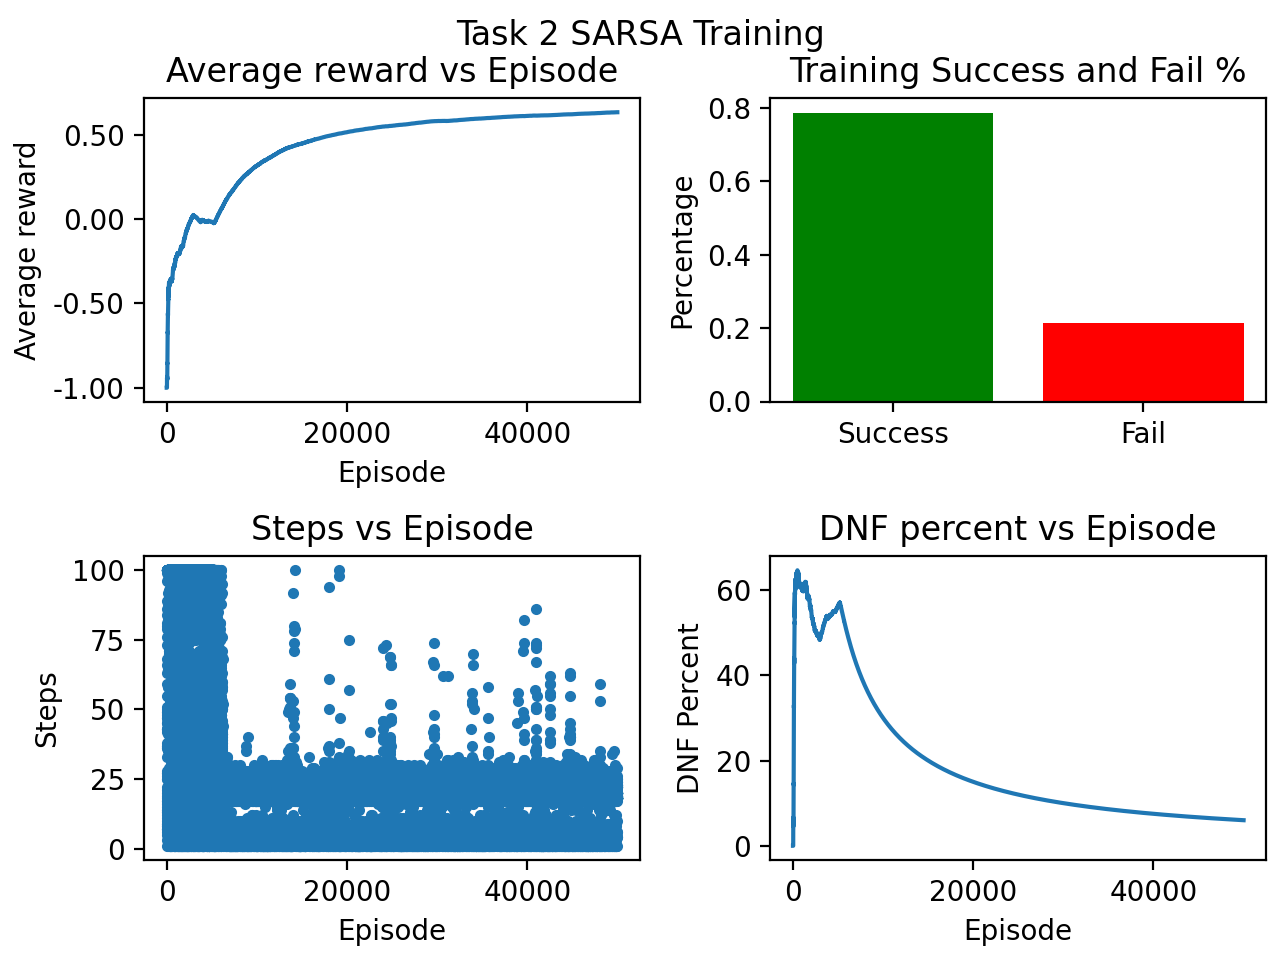 Task 2 SARSA Training
Average reward vs Episode
Average reward
0.50
0.00
-0.50
-1.00
0 20000 40000
Episode
Training Success and Fail %
Percentage
0.8
0.6
0.4
0.2
0.0
Success Fail
Steps vs Episode
Steps
100
75
50
25
0
0 20000 40000
Episode
DNF percent vs Episode
DNF Percent
60
40
20
0
0 20000 40000
Episode